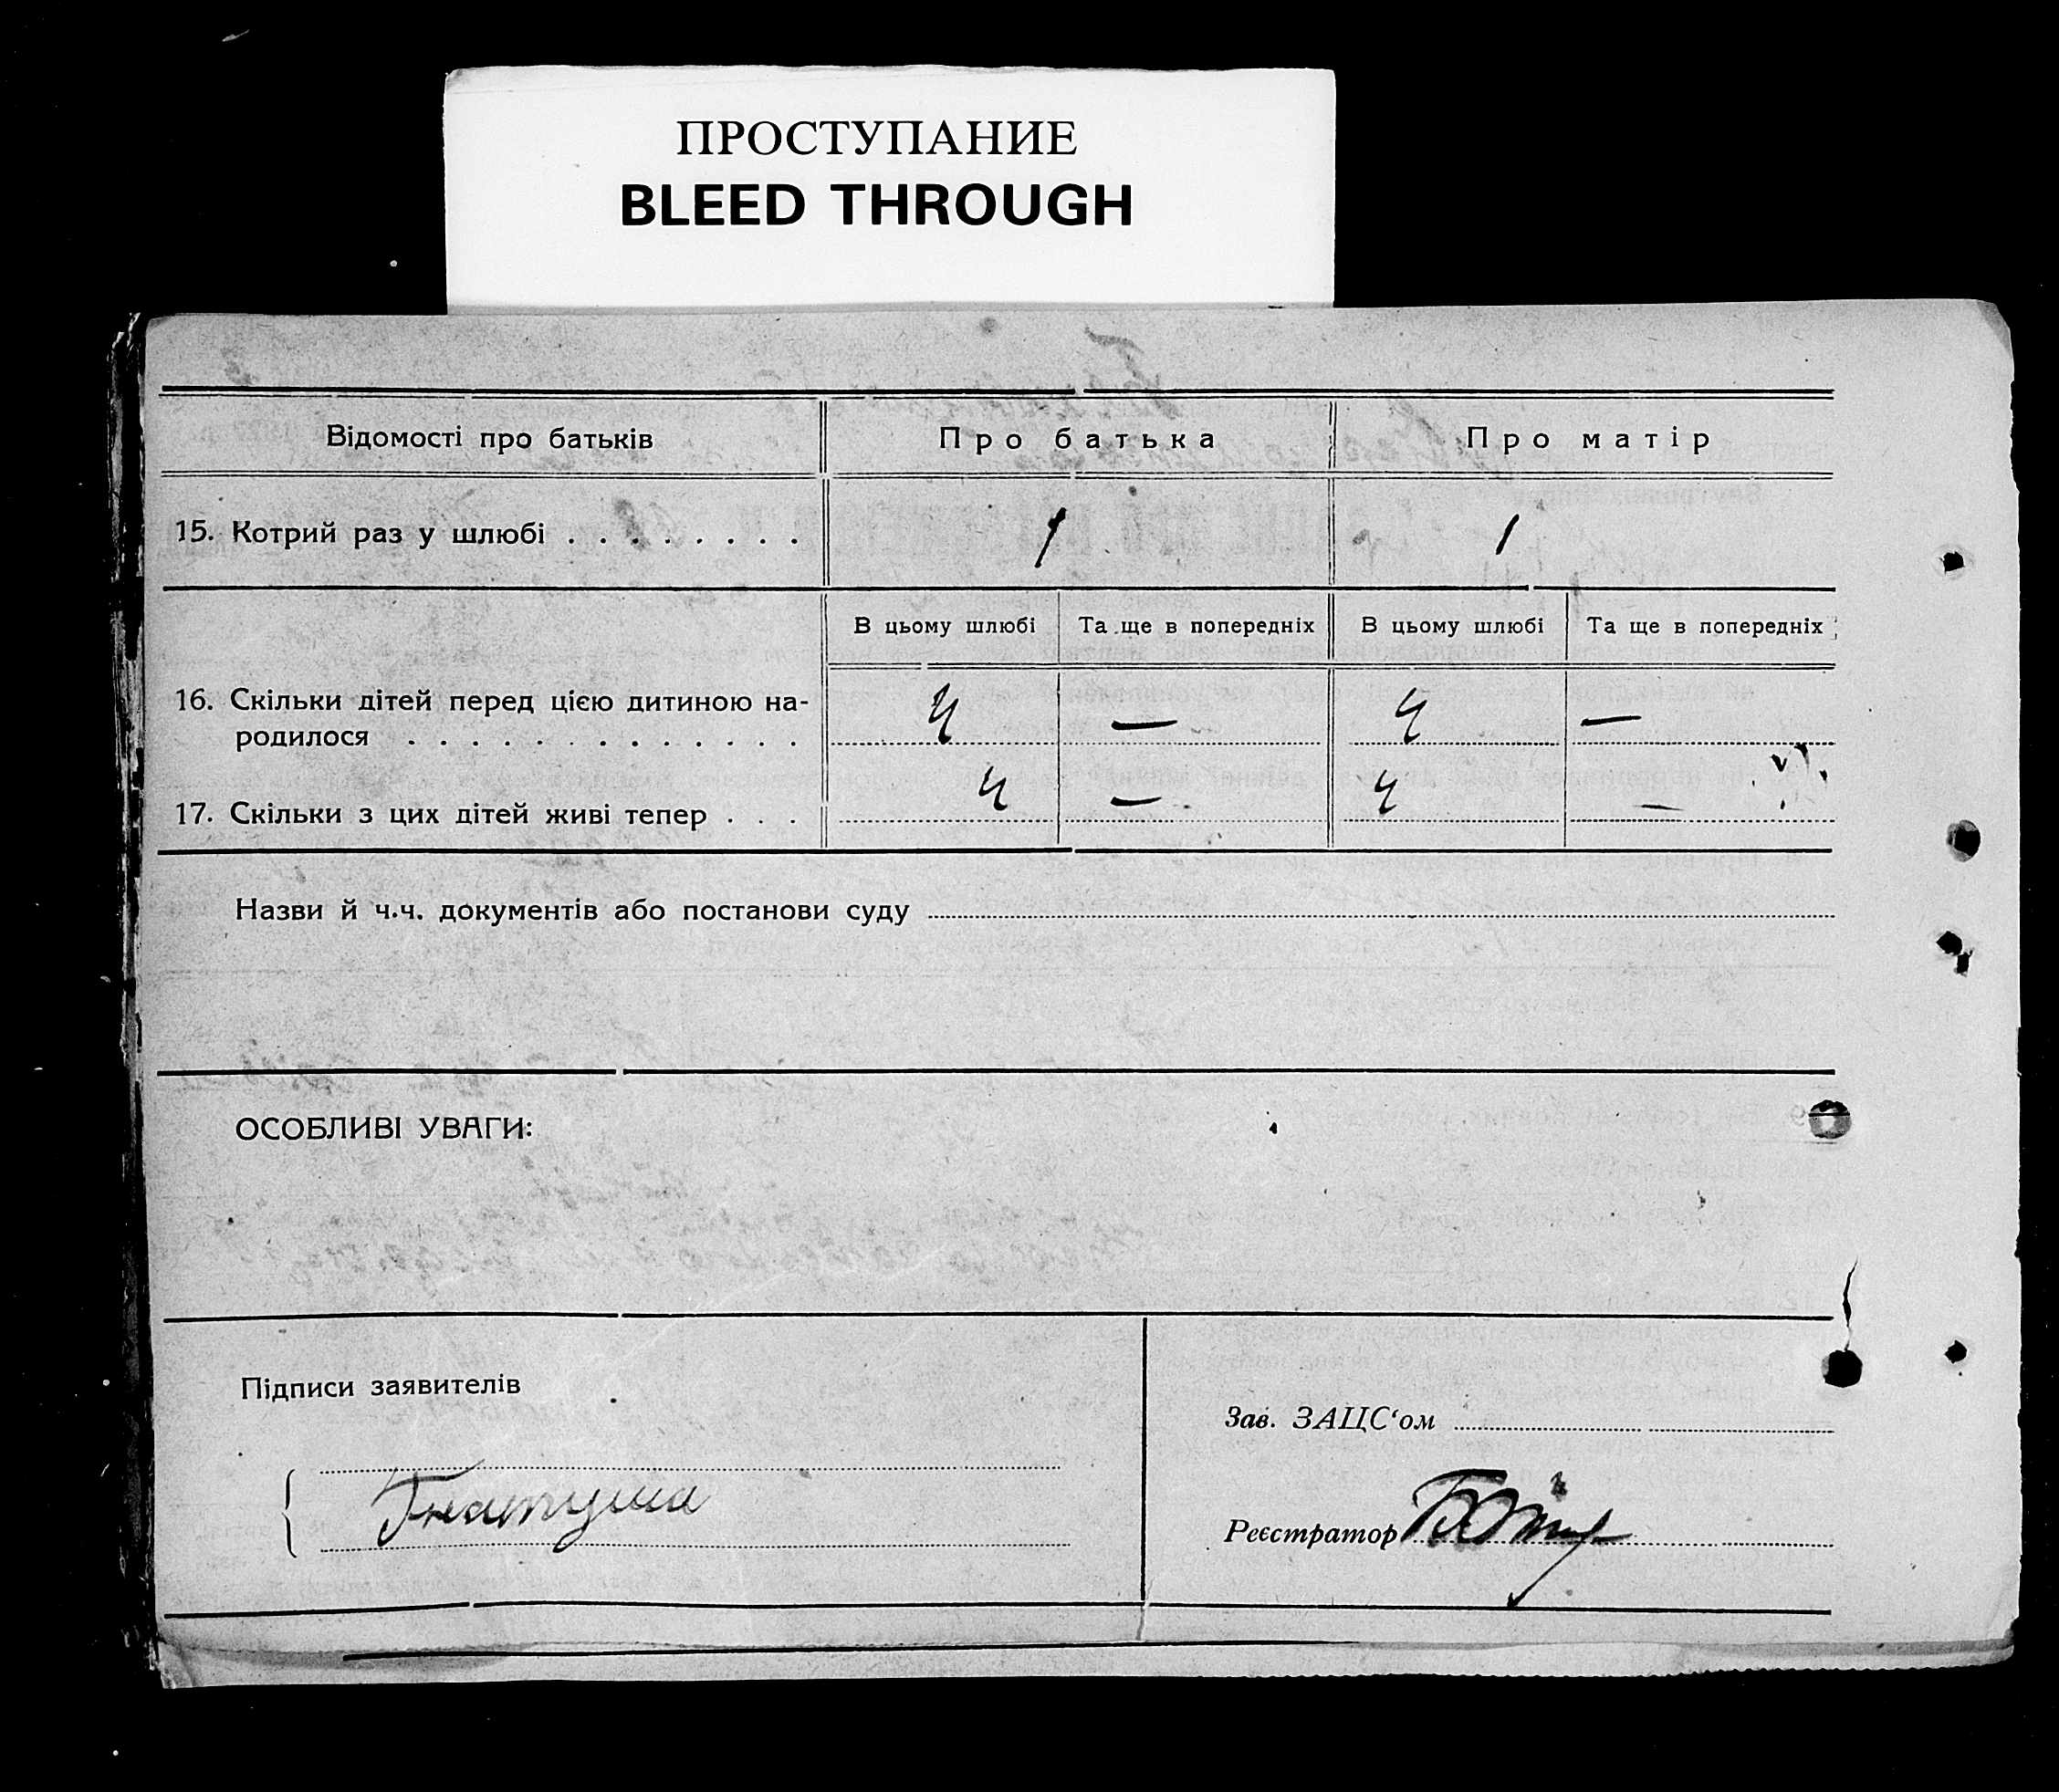 ПРОСТУПАНИЕ
BLEED THROUGH
Відомості про батьків Про батька Про матір
15. Котрий раз у шлюбі . . . . . . . . 1 1
В цьому шлюбі Та ще в попередніх В цьому шлюбі Та ще в попередніх
16. Скільки дітей перед цією дитиною на-
родилося . . . . . . . . . . . . . 4 — 4 —
17. Скільки з цих дітей живі тепер . . . 4 — 4 —
Назви й ч.ч. документів або постанови суду
ОСОБЛИВІ УВАГИ:
Підписи заявителів
Зав. ЗАЦС‘ом
Гнатуша
Реєстратор